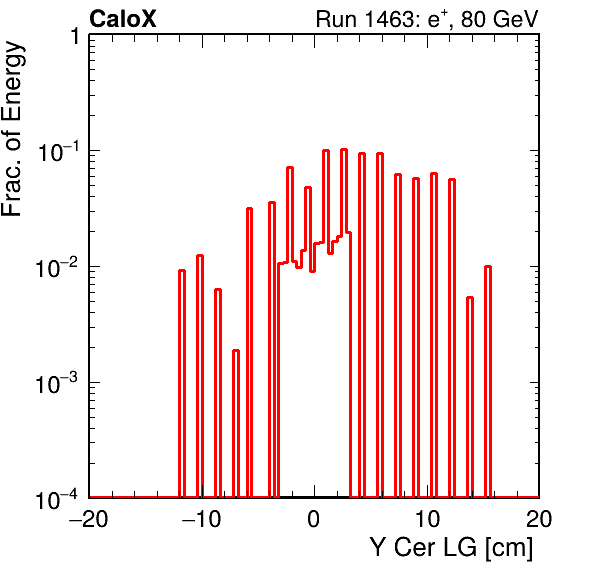 CaloX Run 1463: e⁺, 80 GeV
Frac. of Energy
1
10⁻¹
10⁻²
10⁻³
10⁻⁴
−20 −10 0 10 20
Y Cer LG [cm]